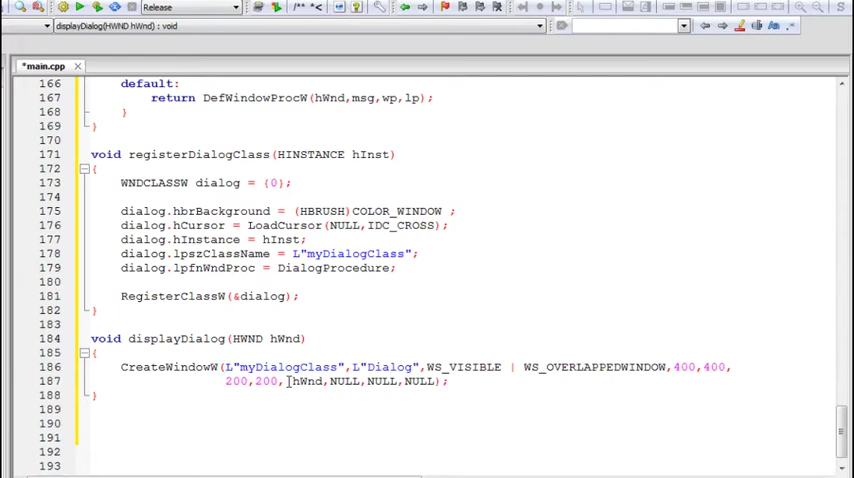 Release
/** *<
displayDialog(HWND hWnd) : void
Aa
S
*main.cpp
166 default:
167 return DefWindowProcW(hWnd,msg,wp,lp);
168 }
169 }
170
171 void registerDialogClass(HINSTANCE hInst)
172 {
173 WNDCLASSW dialog = {0};
174
175 dialog.hbrBackground = (HBRUSH)COLOR_WINDOW ;
176 dialog.hCursor = LoadCursor(NULL,IDC_CROSS);
177 dialog.hInstance = hInst;
178 dialog.lpszClassName = L"myDialogClass";
179 dialog.lpfnWndProc = DialogProcedure;
180
181 RegisterClassW(&dialog);
182 }
183
184 void displayDialog(HWND hWnd)
185 {
186 CreateWindowW(L"myDialogClass",L"Dialog",WS_VISIBLE | WS_OVERLAPPEDWINDOW,400,400,
187 200,200, hWnd,NULL,NULL,NULL);
188 }
189
190
191
192
193